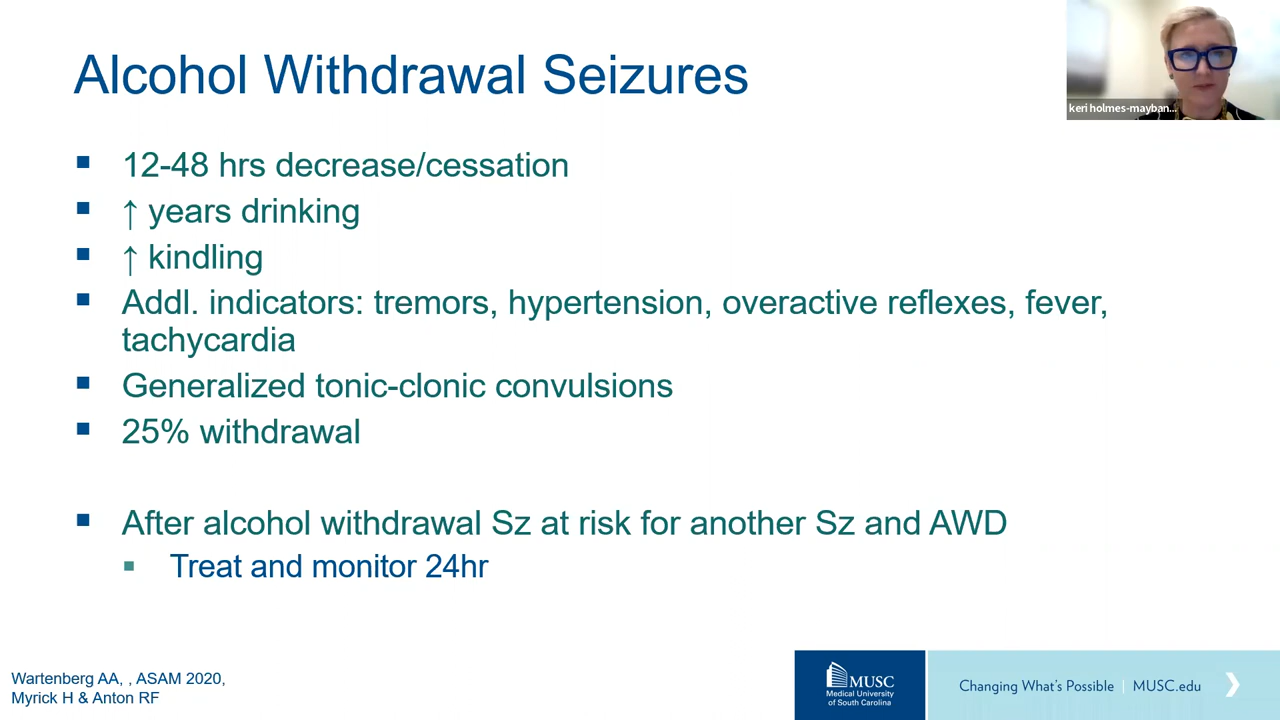 Alcohol Withdrawal Seizures
keri holmes-mayban...
▪ 12-48 hrs decrease/cessation
▪ ↑ years drinking
▪ ↑ kindling
▪ Addl. indicators: tremors, hypertension, overactive reflexes, fever,
tachycardia
▪ Generalized tonic-clonic convulsions
▪ 25% withdrawal
▪ After alcohol withdrawal Sz at risk for another Sz and AWD
▪ Treat and monitor 24hr
Wartenberg AA, , ASAM 2020,
Myrick H & Anton RF
MUSC
Medical University
of South Carolina
Changing What's Possible | MUSC.edu